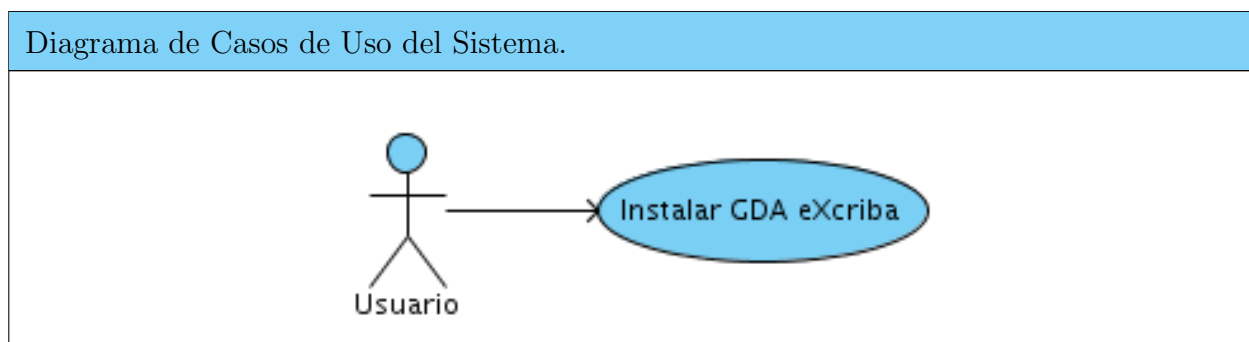 Diagrama de Casos de Uso del Sistema.
Instalar GDA eXcriba
Usuario